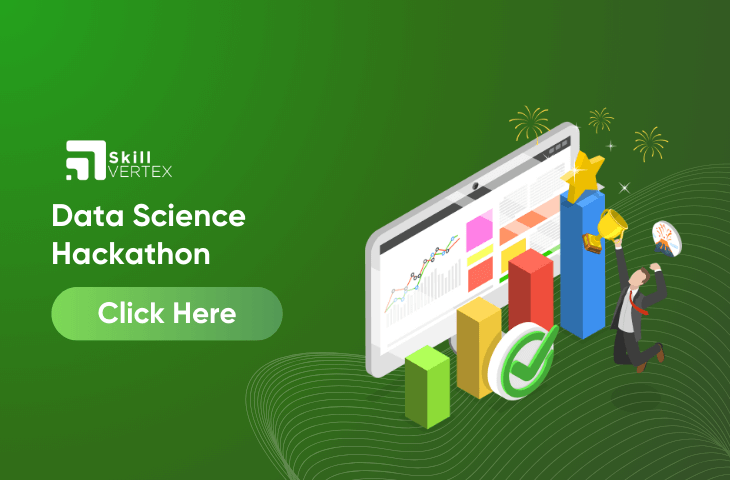 Skill
VERTEX
Data Science
Hackathon
Click Here